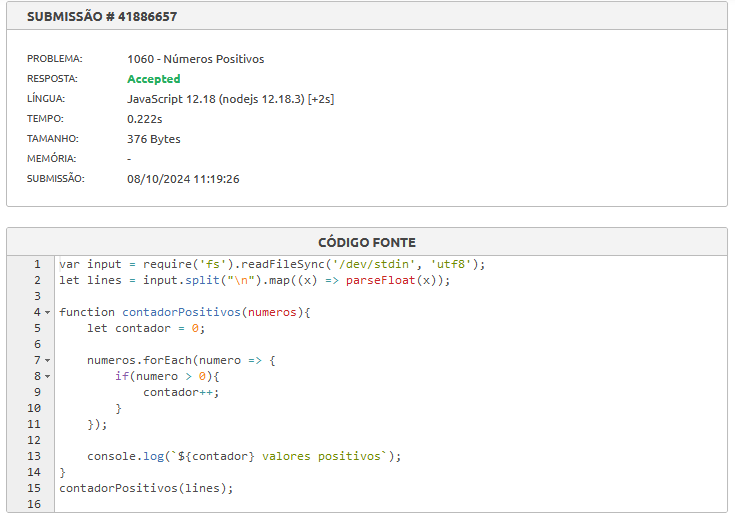 SUBMISSÃO # 41886657
PROBLEMA: 1060 - Números Positivos
RESPOSTA: Accepted
LÍNGUA: JavaScript 12.18 (nodejs 12.18.3) [+2s]
TEMPO: 0.222s
TAMANHO: 376 Bytes
MEMÓRIA: -
SUBMISSÃO: 08/10/2024 11:19:26
CÓDIGO FONTE
1 var input = require('fs').readFileSync('/dev/stdin', 'utf8');
2 let lines = input.split("\n").map((x) => parseFloat(x));
3
4 function contadorPositivos(numeros){
5     let contador = 0;
6
7     numeros.forEach(numero => {
8         if(numero > 0){
9             contador++;
10         }
11     });
12
13     console.log(`${contador} valores positivos`);
14 }
15 contadorPositivos(lines);
16